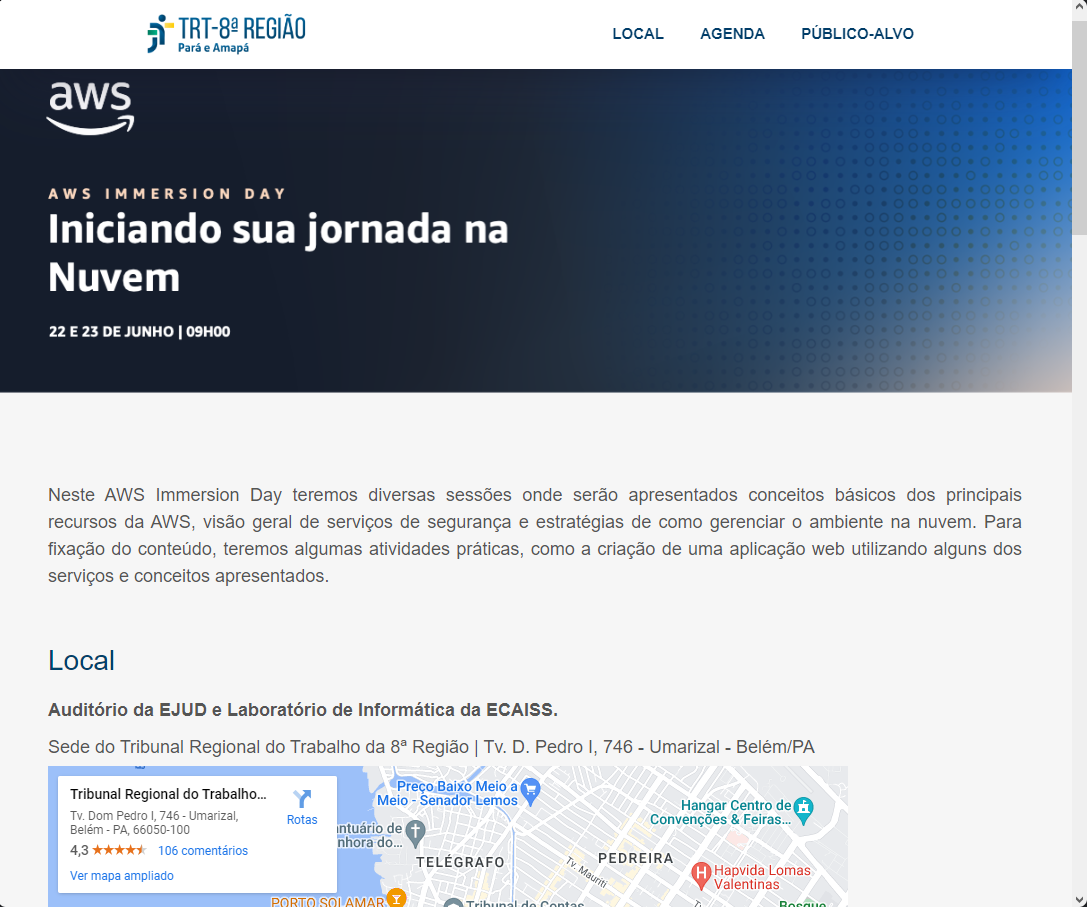 TRT-8ª REGIÃO
Pará e Amapá
LOCAL AGENDA PÚBLICO-ALVO
aws
AWS IMMERSION DAY
Iniciando sua jornada na
Nuvem
22 E 23 DE JUNHO | 09H00
Neste AWS Immersion Day teremos diversas sessões onde serão apresentados conceitos básicos dos principais
recursos da AWS, visão geral de serviços de segurança e estratégias de como gerenciar o ambiente na nuvem. Para
fixação do conteúdo, teremos algumas atividades práticas, como a criação de uma aplicação web utilizando alguns dos
serviços e conceitos apresentados.
Local
Auditório da EJUD e Laboratório de Informática da ECAISS.
Sede do Tribunal Regional do Trabalho da 8ª Região | Tv. D. Pedro I, 746 - Umarizal - Belém/PA
Tribunal Regional do Trabalho...
Tv. Dom Pedro I, 746 - Umarizal,
Belém - PA, 66050-100
4,3 106 comentários
Ver mapa ampliado
Rotas
Preço Baixo Meio a
Meio - Senador Lemos
Hangar Centro de
Convenções & Feiras...
antuário de
nhora do...
TELÉGRAFO
PEDREIRA
Tv. Mauriti
H
Hapvida Lomas
Valentinas
PORTO SOLAMAR
Tribunal de Contas
Bosque